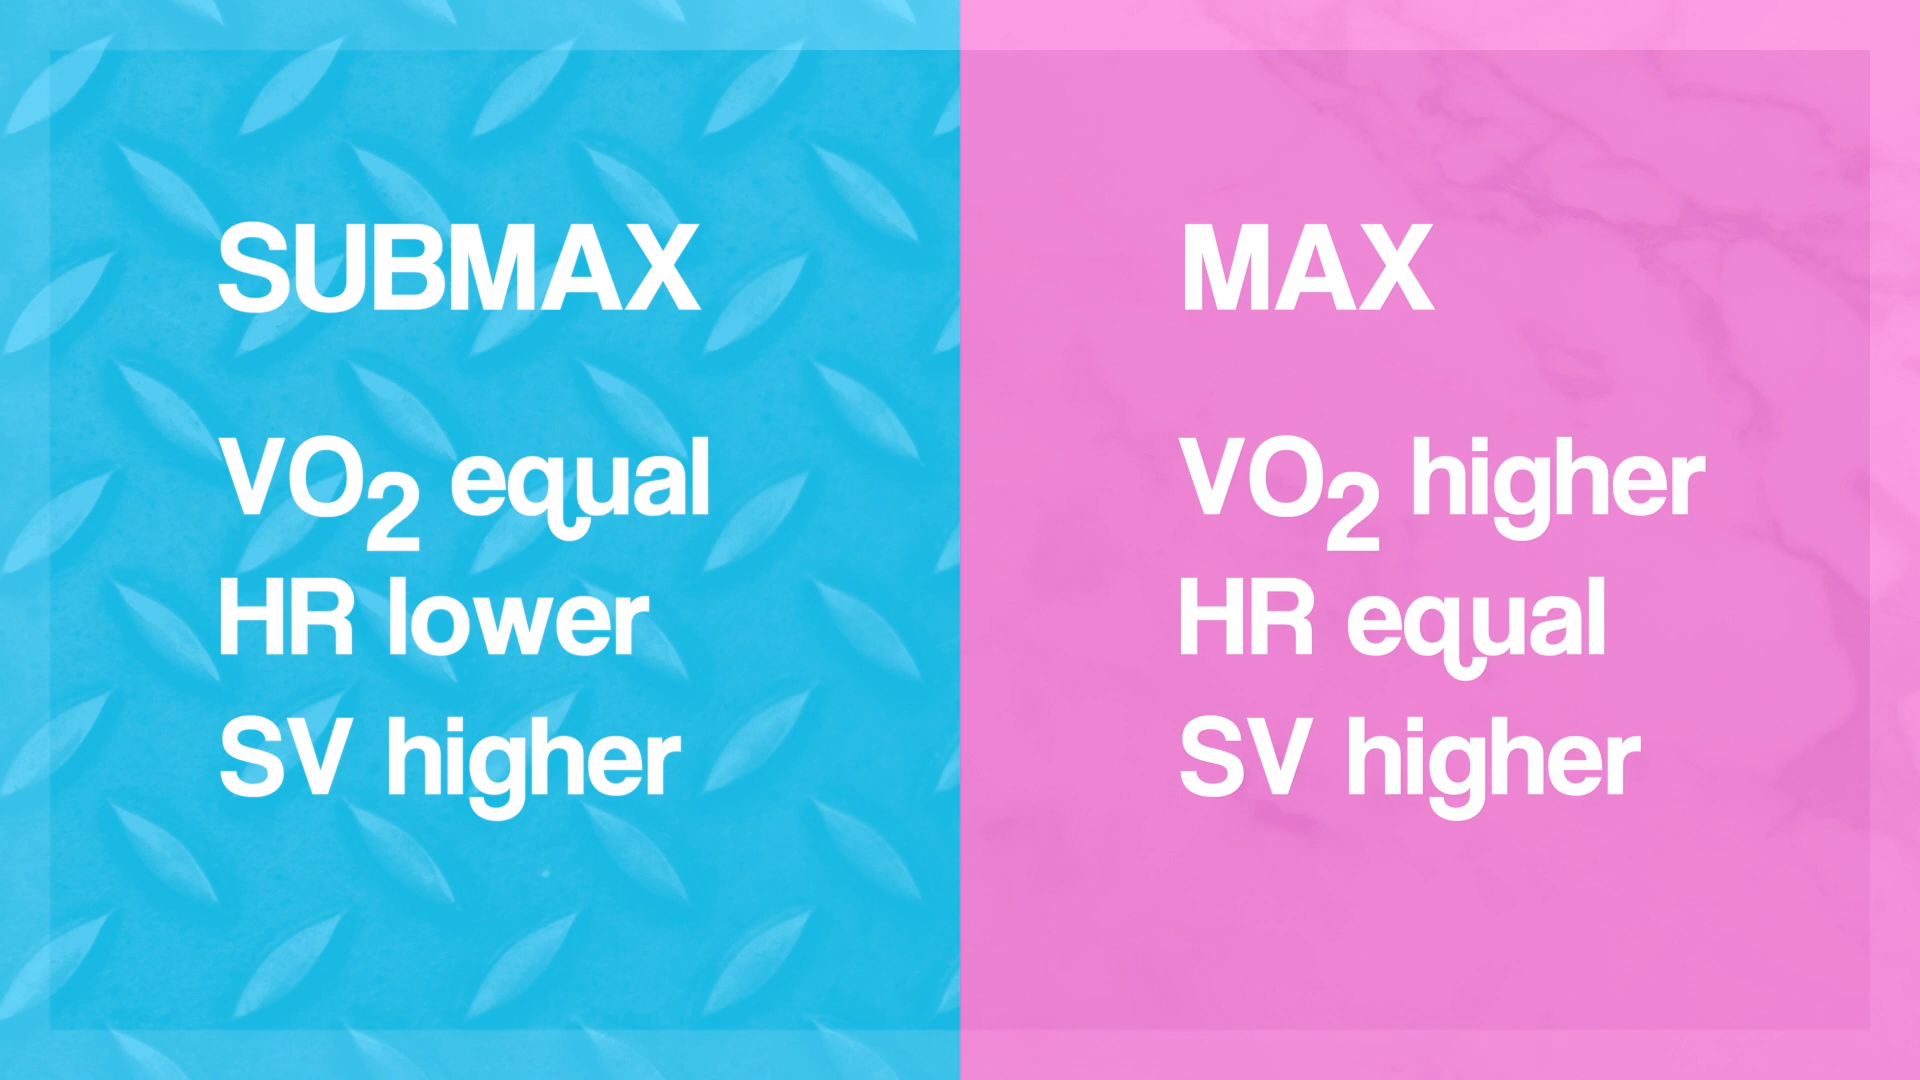 SUBMAX
VO₂ equal
HR lower
SV higher
MAX
VO₂ higher
HR equal
SV higher